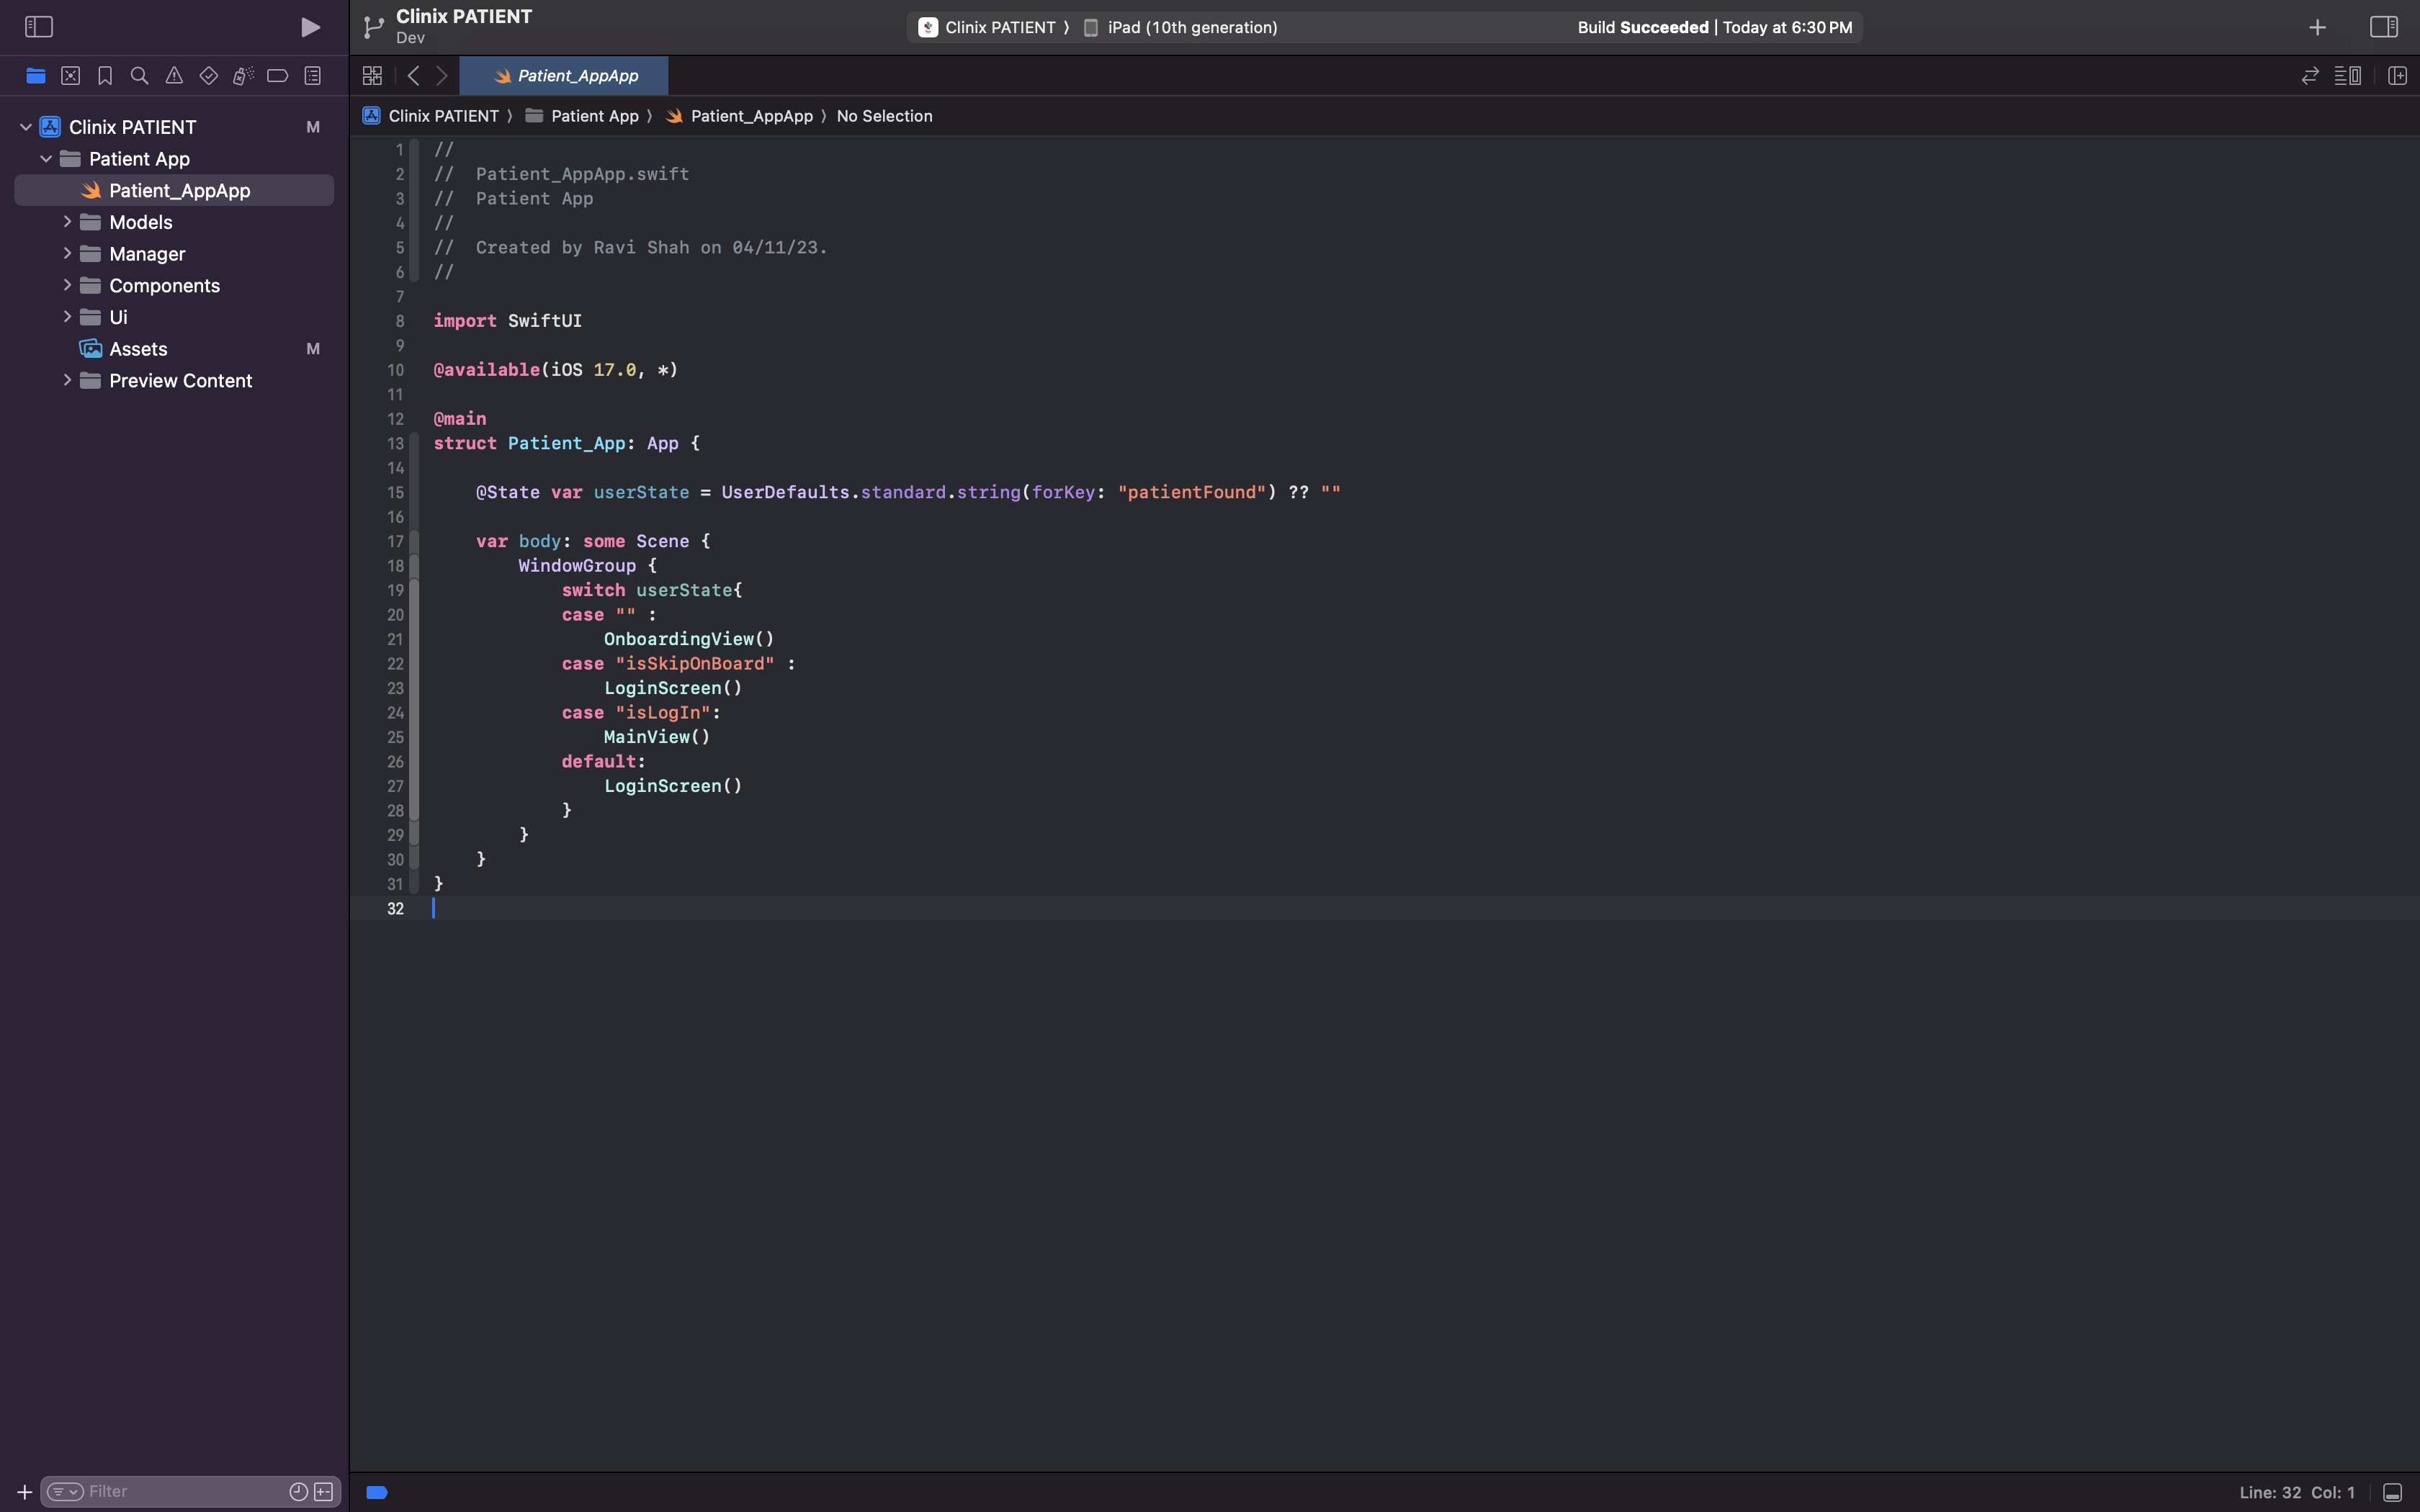 Clinix PATIENT
Dev
Clinix PATIENT 〉 iPad (10th generation)
Build Succeeded | Today at 6:30 PM
Patient_AppApp
Clinix PATIENT 〉 Patient App 〉 Patient_AppApp 〉 No Selection
Clinix PATIENT M
Patient App
Patient_AppApp
Models
Manager
Components
Ui
Assets M
Preview Content
Filter
1 //
2 //  Patient_AppApp.swift
3 //  Patient App
4 //
5 //  Created by Ravi Shah on 04/11/23.
6 //
7
8 import SwiftUI
9
10 @available(iOS 17.0, *)
11
12 @main
13 struct Patient_App: App {
14
15     @State var userState = UserDefaults.standard.string(forKey: "patientFound") ?? ""
16
17     var body: some Scene {
18         WindowGroup {
19             switch userState{
20             case "" :
21                 OnboardingView()
22             case "isSkipOnBoard" :
23                 LoginScreen()
24             case "isLogIn":
25                 MainView()
26             default:
27                 LoginScreen()
28             }
29         }
30     }
31 }
32
Line: 32  Col: 1